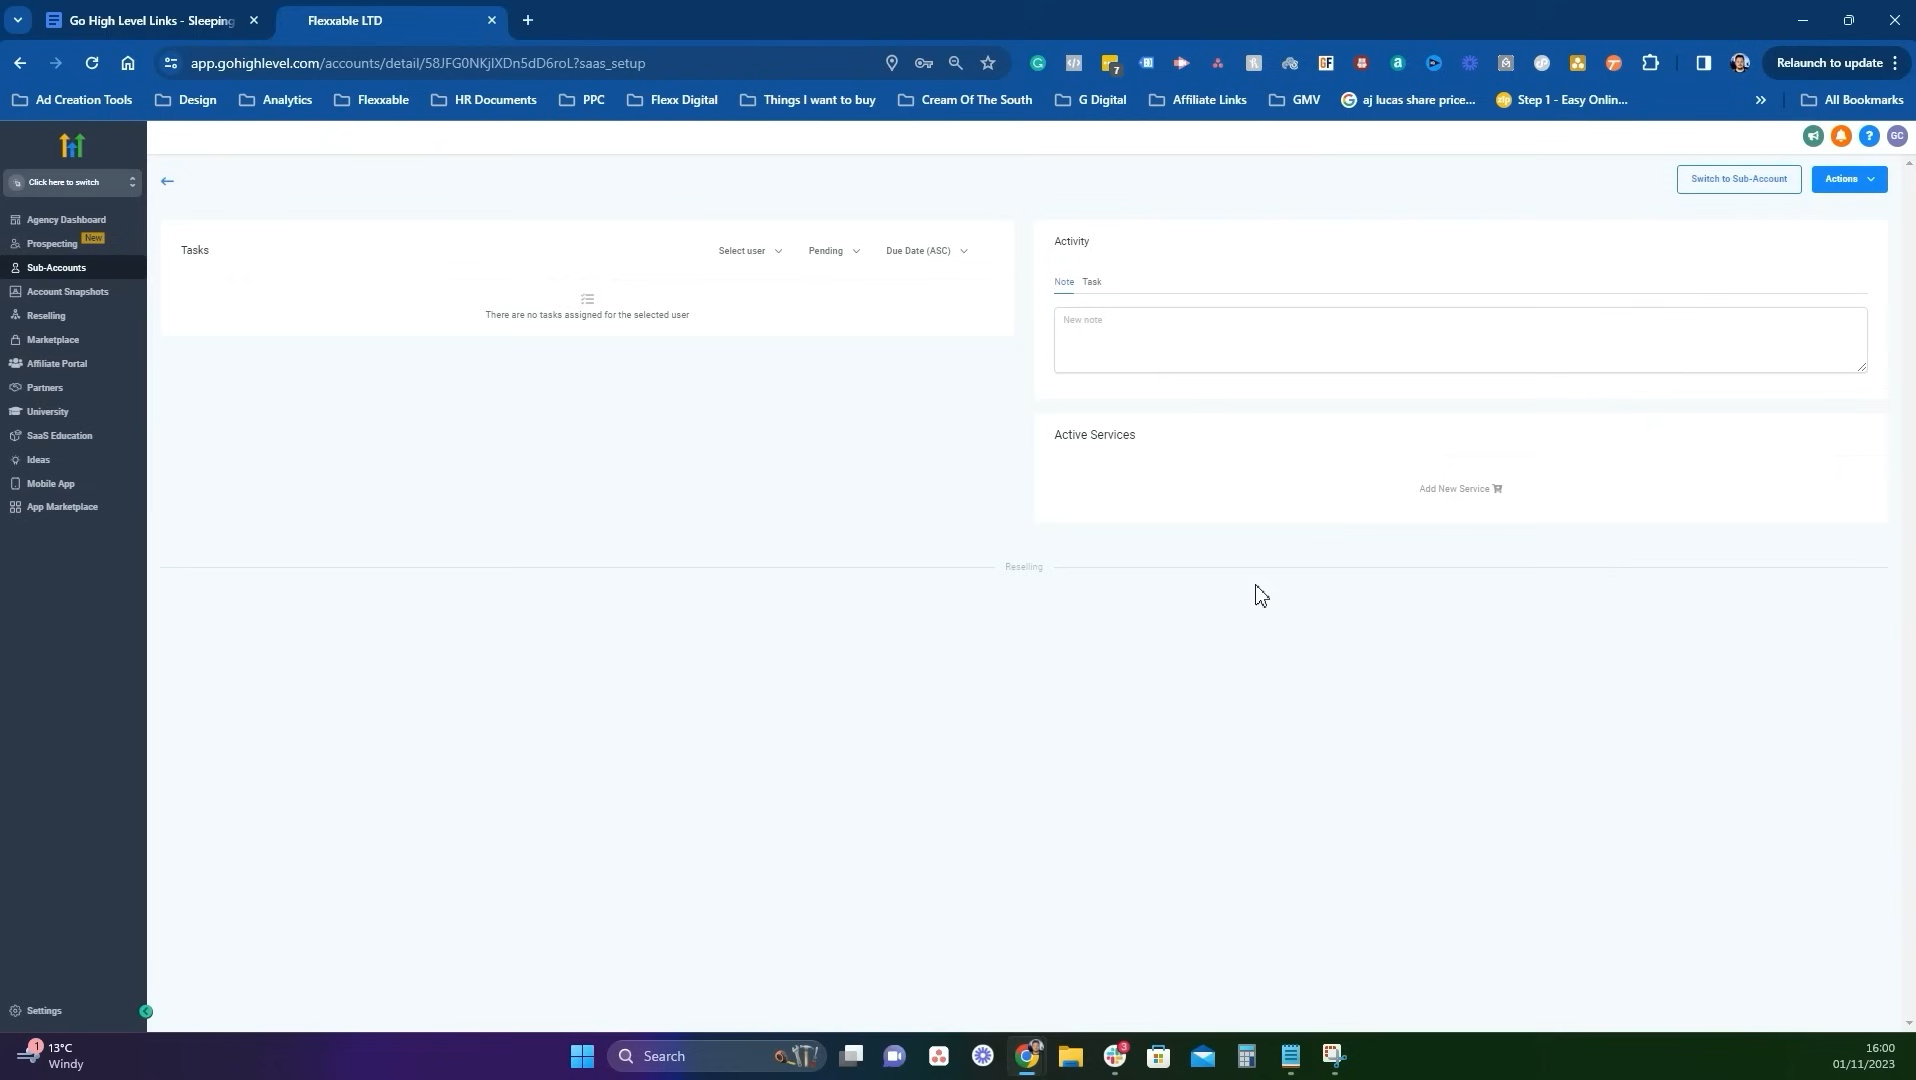 Go High Level Links - Sleeping
Flexxable LTD
app.gohighlevel.com/accounts/detail/58JFG0NKjlXDn5dD6roL?saas_setup
7
Relaunch to update
Ad Creation Tools
Design
Analytics
Flexxable
HR Documents
PPC
Flexx Digital
Things I want to buy
Cream Of The South
G Digital
Affiliate Links
GMV
aj lucas share price...
Step 1 - Easy Onlin...
All Bookmarks
GC
Click here to switch
Switch to Sub-Account
Actions
Agency Dashboard
Prospecting
New
Sub-Accounts
Account Snapshots
Reselling
Marketplace
Affiliate Portal
Partners
University
SaaS Education
Ideas
Mobile App
App Marketplace
Settings
Tasks
Select user
Pending
Due Date (ASC)
There are no tasks assigned for the selected user
Activity
Note
Task
New note
Active Services
Add New Service
Reselling
1
13°C
Windy
Search
3
16:00
01/11/2023